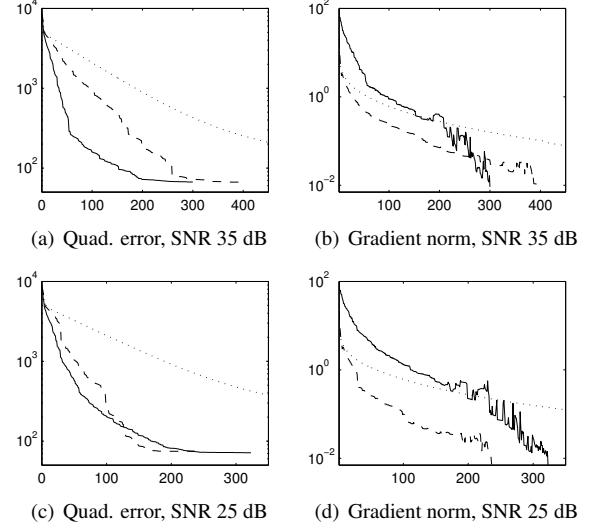 10^4
10^3
10^2
0 100 200 300 400
(a) Quad. error, SNR 35 dB
10^2
10^0
10^-2
0 100 200 300 400
(b) Gradient norm, SNR 35 dB
10^4
10^3
10^2
0 100 200 300
(c) Quad. error, SNR 25 dB
10^2
10^0
10^-2
0 100 200 300
(d) Gradient norm, SNR 25 dB